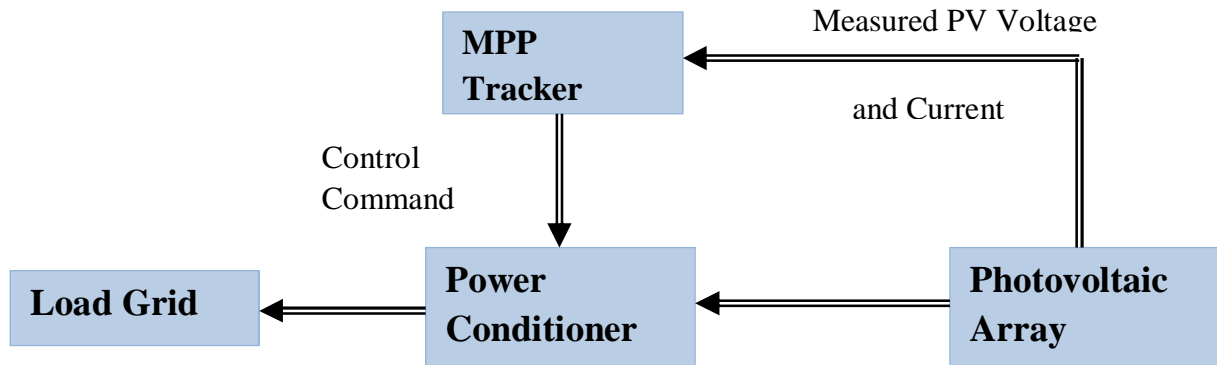 Measured PV Voltage
MPP
Tracker
and Current
Control
Command
Load Grid
Power
Conditioner
Photovoltaic
Array